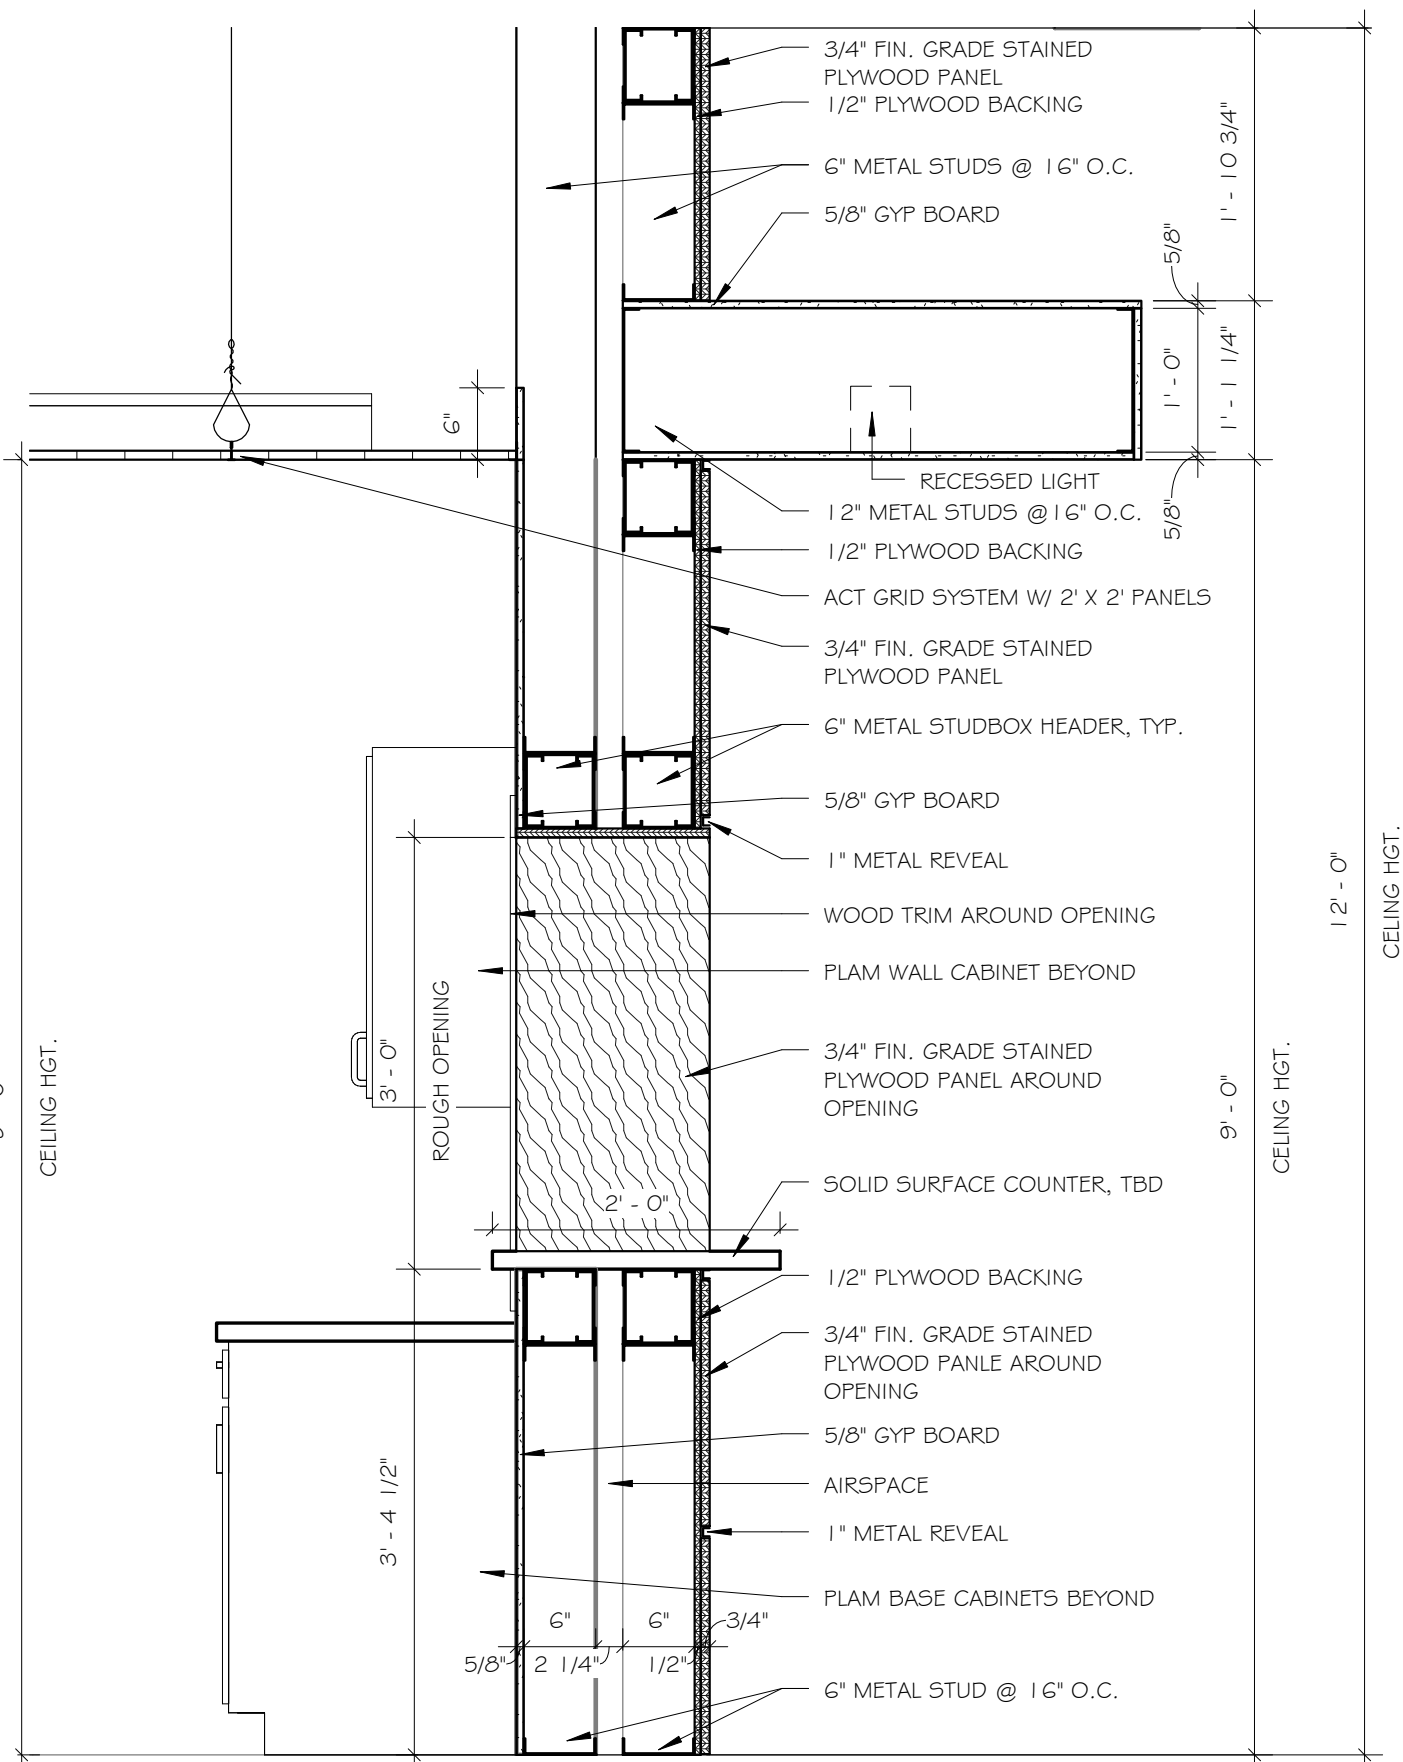 3/4" FIN. GRADE STAINED
PLYWOOD PANEL
1/2" PLYWOOD BACKING
6" METAL STUDS @ 16" O.C.
5/8" GYP BOARD
1' - 10 3/4"
5/8"
1' - 0"
1' - 1 1/4"
5/8"
6"
RECESSED LIGHT
12" METAL STUDS @16" O.C.
1/2" PLYWOOD BACKING
ACT GRID SYSTEM W/ 2' X 2' PANELS
3/4" FIN. GRADE STAINED
PLYWOOD PANEL
6" METAL STUDBOX HEADER, TYP.
5/8" GYP BOARD
1" METAL REVEAL
WOOD TRIM AROUND OPENING
PLAM WALL CABINET BEYOND
3/4" FIN. GRADE STAINED
PLYWOOD PANEL AROUND
OPENING
SOLID SURFACE COUNTER, TBD
12' - 0"
CELING HGT.
9' - 0"
CELING HGT.
CEILING HGT.
3' - 0"
ROUGH OPENING
2' - 0"
1/2" PLYWOOD BACKING
3/4" FIN. GRADE STAINED
PLYWOOD PANLE AROUND
OPENING
5/8" GYP BOARD
AIRSPACE
1" METAL REVEAL
PLAM BASE CABINETS BEYOND
3' - 4 1/2"
6"
6"
3/4"
5/8"
2 1/4"
1/2"
6" METAL STUD @ 16" O.C.